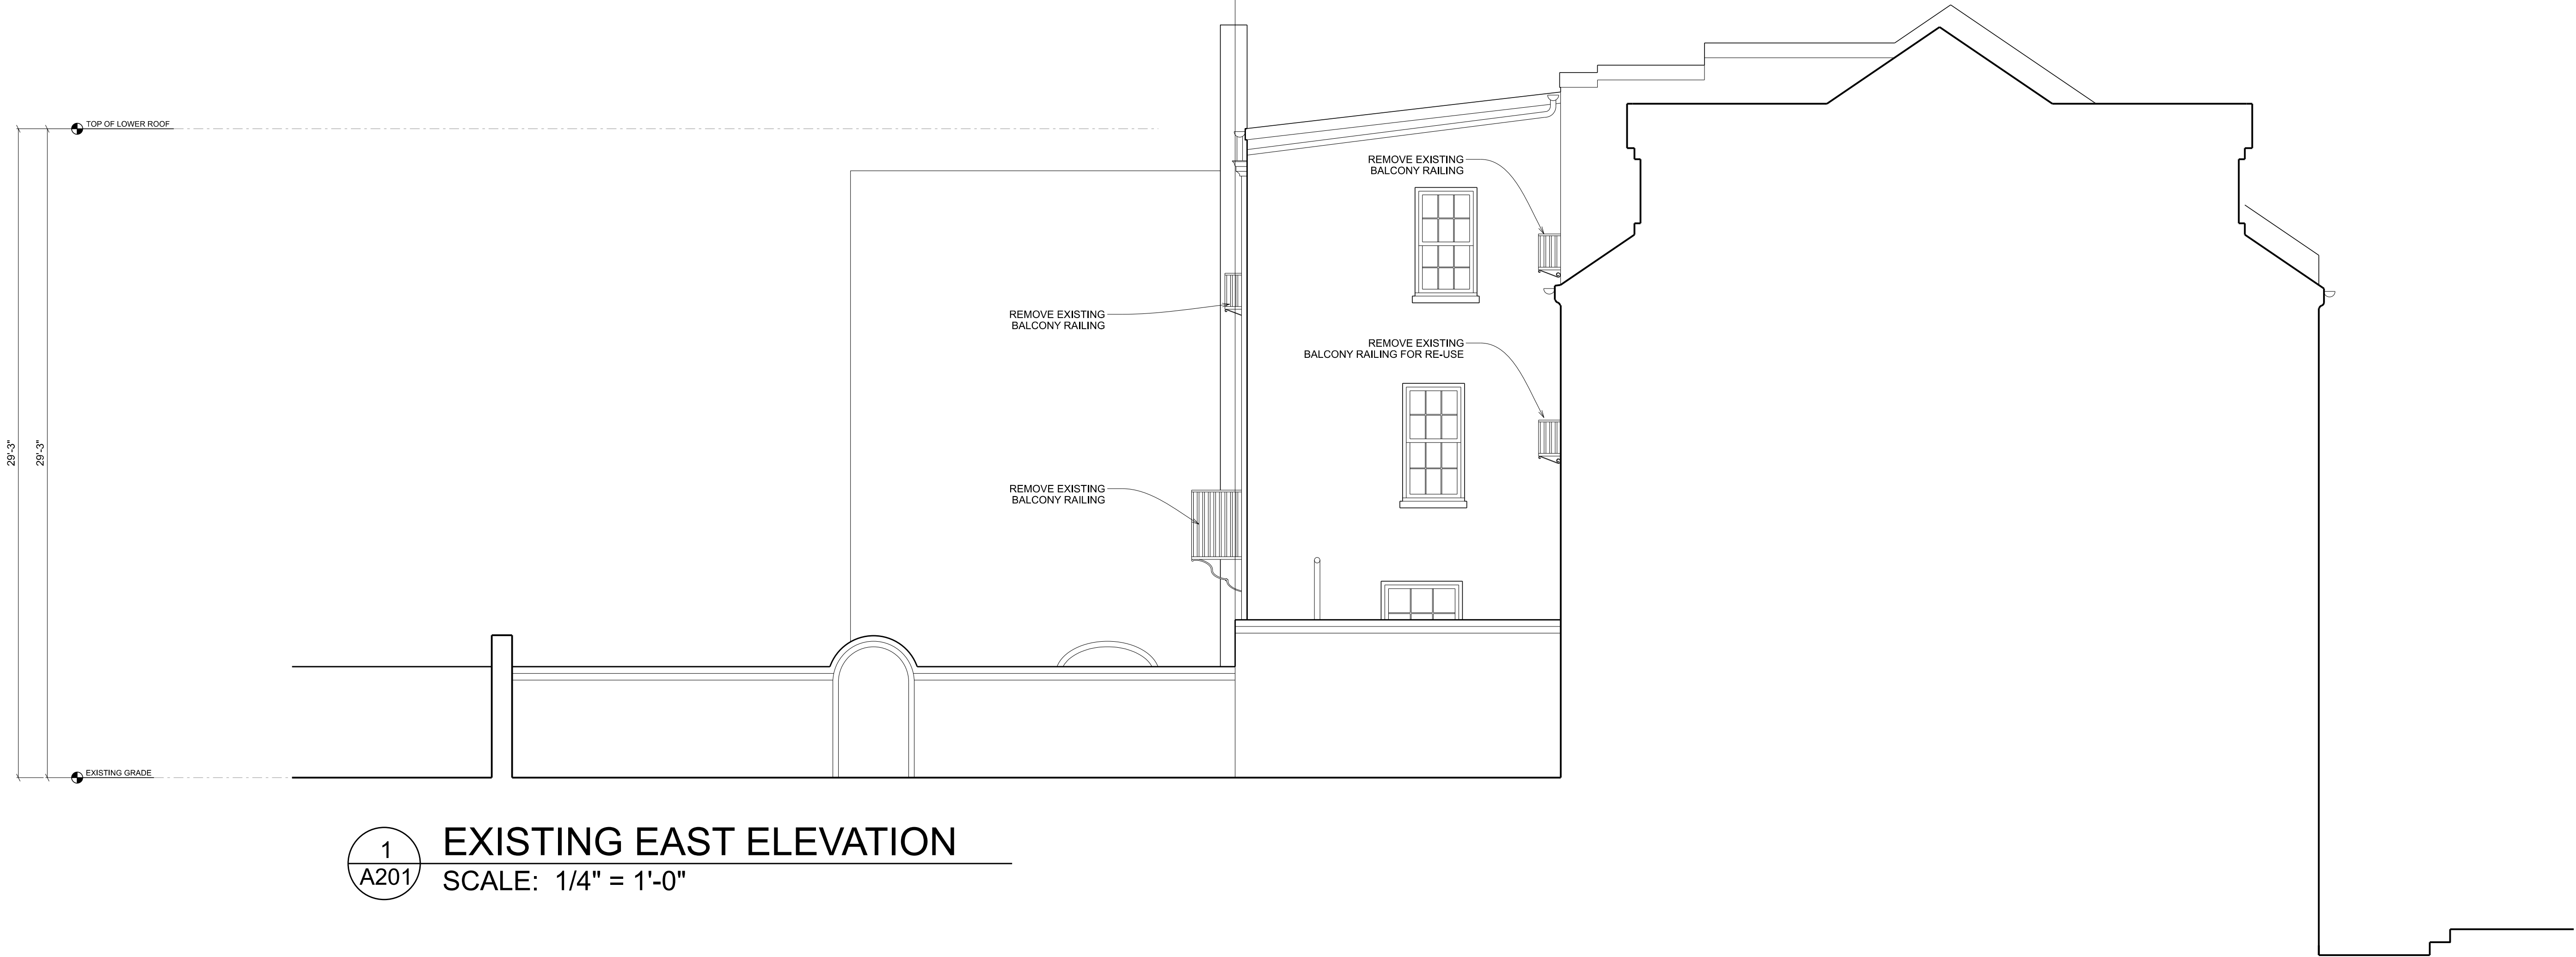 TOP OF LOWER ROOF
REMOVE EXISTING
BALCONY RAILING
REMOVE EXISTING
BALCONY RAILING
REMOVE EXISTING
BALCONY RAILING FOR RE-USE
29'-3"
29'-3"
REMOVE EXISTING
BALCONY RAILING
EXISTING GRADE
1
A201
EXISTING EAST ELEVATION
SCALE: 1/4" = 1'-0"